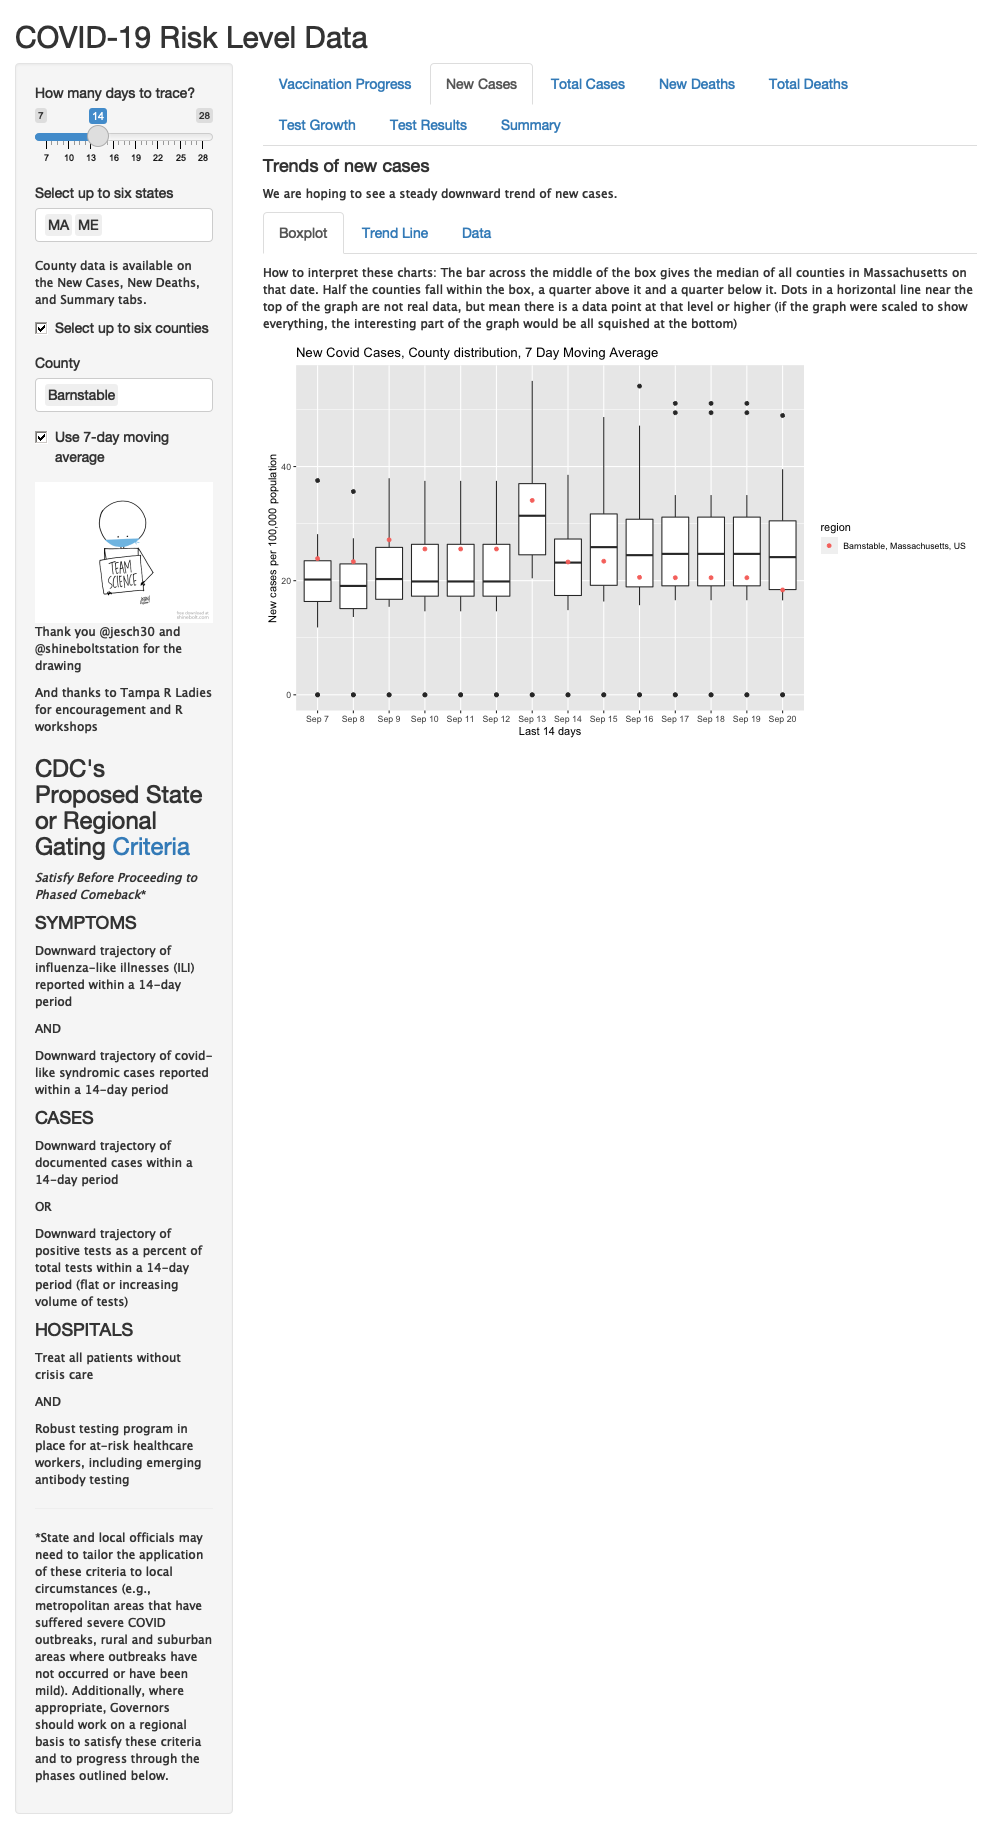 COVID-19 Risk Level Data
How many days to trace?
7 14 28
7 10 13 16 19 22 25 28
Select up to six states
MA ME
County data is available on
the New Cases, New Deaths,
and Summary tabs.
Select up to six counties
County
Barnstable
Use 7-day moving
average
TEAM
SCIENCE
Thank you @jesch30 and
@shineboltstation for the
drawing
And thanks to Tampa R Ladies
for encouragement and R
workshops
CDC's
Proposed State
or Regional
Gating Criteria
Satisfy Before Proceeding to
Phased Comeback*
SYMPTOMS
Downward trajectory of
influenza-like illnesses (ILI)
reported within a 14-day
period
AND
Downward trajectory of covid-
like syndromic cases reported
within a 14-day period
CASES
Downward trajectory of
documented cases within a
14-day period
OR
Downward trajectory of
positive tests as a percent of
total tests within a 14-day
period (flat or increasing
volume of tests)
HOSPITALS
Treat all patients without
crisis care
AND
Robust testing program in
place for at-risk healthcare
workers, including emerging
antibody testing
*State and local officials may
need to tailor the application
of these criteria to local
circumstances (e.g.,
metropolitan areas that have
suffered severe COVID
outbreaks, rural and suburban
areas where outbreaks have
not occurred or have been
mild). Additionally, where
appropriate, Governors
should work on a regional
basis to satisfy these criteria
and to progress through the
phases outlined below.
Vaccination Progress New Cases Total Cases New Deaths Total Deaths
Test Growth Test Results Summary
Trends of new cases
We are hoping to see a steady downward trend of new cases.
Boxplot Trend Line Data
How to interpret these charts: The bar across the middle of the box gives the median of all counties in Massachusetts on
that date. Half the counties fall within the box, a quarter above it and a quarter below it. Dots in a horizontal line near the
top of the graph are not real data, but mean there is a data point at that level or higher (if the graph were scaled to show
everything, the interesting part of the graph would be all squished at the bottom)
New Covid Cases, County distribution, 7 Day Moving Average
New cases per 100,000 population
40
20
0
Sep 7 Sep 8 Sep 9 Sep 10 Sep 11 Sep 12 Sep 13 Sep 14 Sep 15 Sep 16 Sep 17 Sep 18 Sep 19 Sep 20
Last 14 days
region
Barnstable, Massachusetts, US